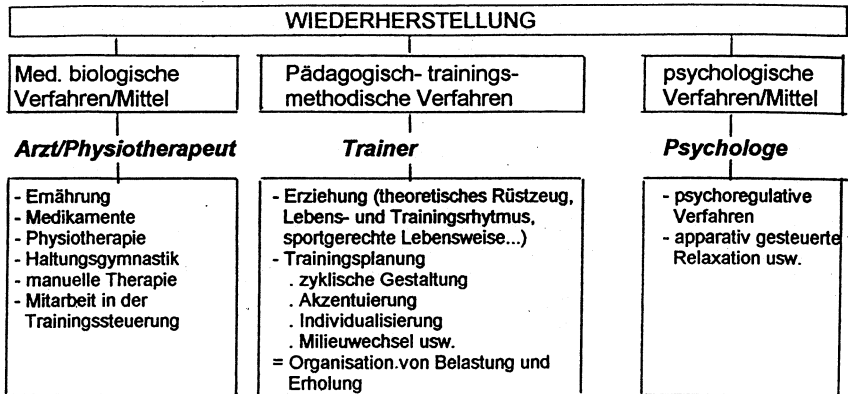 WIEDERHERSTELLUNG
Med. biologische
Verfahren/Mittel
Arzt/Physiotherapeut
- Ernährung
- Medikamente
- Physiotherapie
- Haltungsgymnastik
- manuelle Therapie
- Mitarbeit in der
Trainingssteuerung
Pädagogisch- trainings-
methodische Verfahren
Trainer
- Erziehung (theoretisches Rüstzeug,
Lebens- und Trainingsrhytmus,
sportgerechte Lebensweise...)
- Trainingsplanung
. zyklische Gestaltung
. Akzentuierung
. Individualisierung
. Milieuwechsel usw.
= Organisation.von Belastung und
Erholung
psychologische
Verfahren/Mittel
Psychologe
- psychoregulative
Verfahren
- apparativ gesteuerte
Relaxation usw.